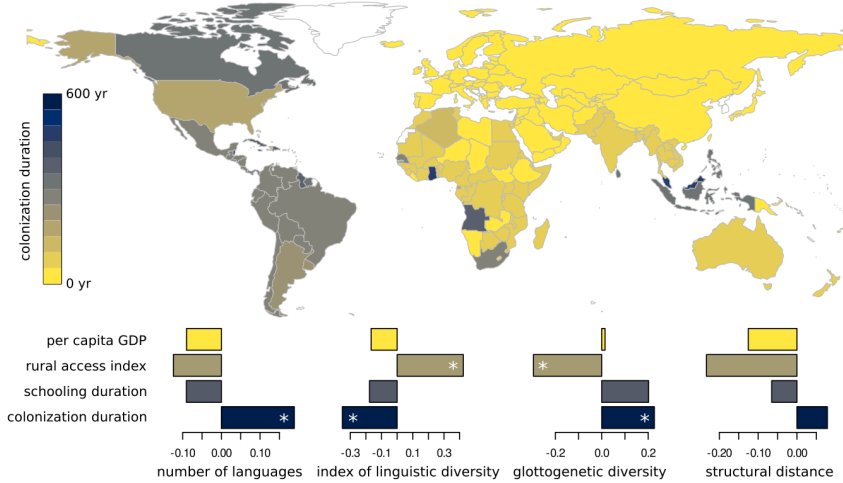 600 yr
colonization duration
0 yr
per capita GDP
rural access index
*
*
schooling duration
colonization duration
*
*
*
-0.10 0.00 0.10
-0.3 -0.1 0.1 0.3
-0.2 0.0 0.2
-0.20 -0.10 0.00
number of languages
index of linguistic diversity
glottogenetic diversity
structural distance